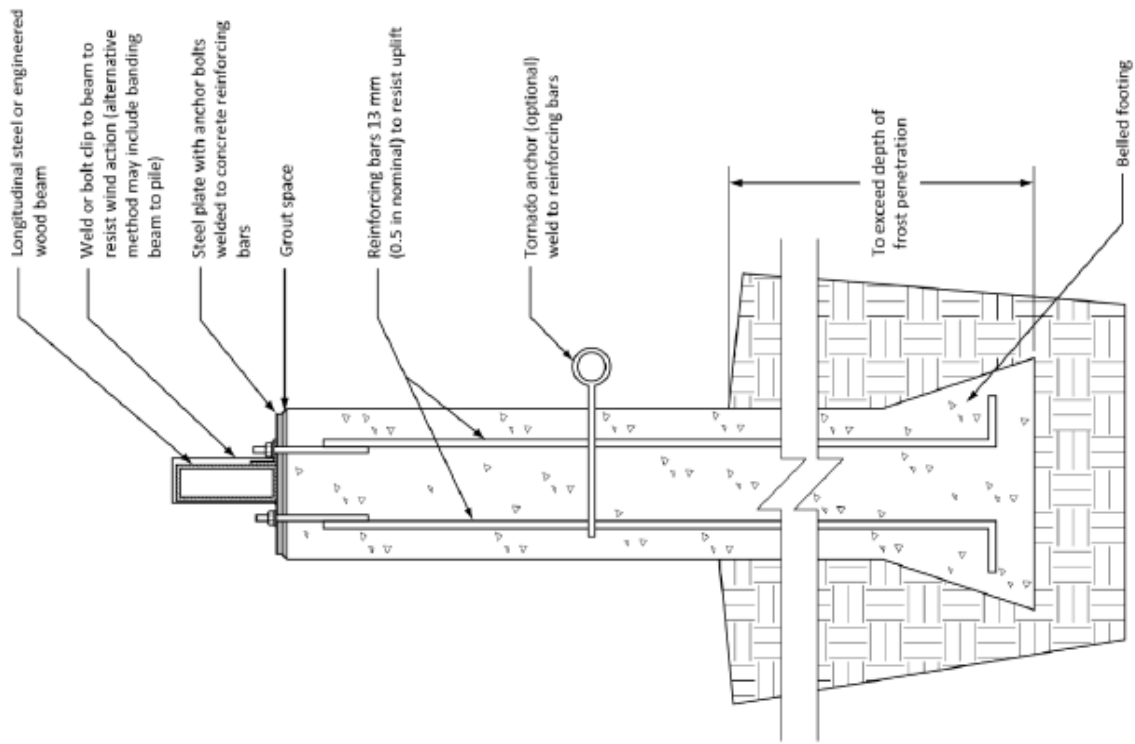 Longitudinal steel or engineered
wood beam
Weld or bolt clip to beam to
resist wind action (alternative
method may include banding
beam to pile)
Steel plate with anchor bolts
welded to concrete reinforcing
bars
Grout space
Reinforcing bars 13 mm
(0.5 in nominal) to resist uplift
Tornado anchor (optional)
weld to reinforcing bars
To exceed depth of
frost penetration
Belled footing